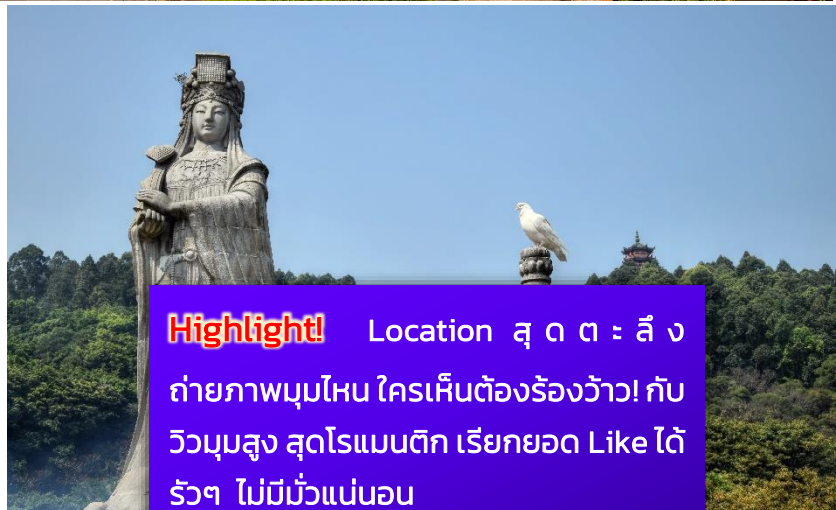 Highlight! Location สุดตะลึง
ถ่ายภาพมุมไหน ใครเห็นต้องร้องว้าว! กับ
วิวมุมสูง สุดโรแมนติก เรียกยอด Like ได้
รัวๆ ไม่มีมั่วแน่นอน